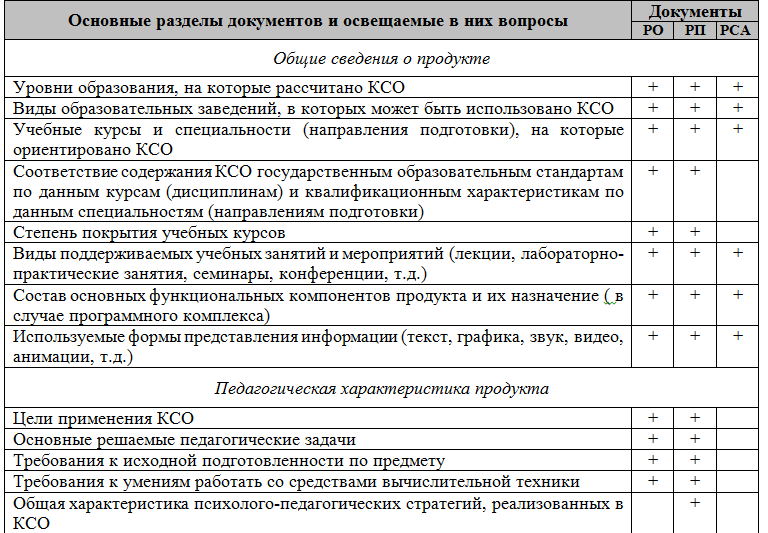 Основные разделы документов и освещаемые в них вопросы
Документы
РО РП РСА
Общие сведения о продукте
Уровни образования, на которые рассчитано КСО + + +
Виды образовательных заведений, в которых может быть использовано КСО + + +
Учебные курсы и специальности (направления подготовки), на которые + + +
ориентировано КСО
Соответствие содержания КСО государственным образовательным стандартам + +
по данным курсам (дисциплинам) и квалификационным характеристикам по
данным специальностям (направлениям подготовки)
Степень покрытия учебных курсов + +
Виды поддерживаемых учебных занятий и мероприятий (лекции, лабораторно- + + +
практические занятия, семинары, конференции, т.д.)
Состав основных функциональных компонентов продукта и их назначение ( в + + +
случае программного комплекса)
Используемые формы представления информации (текст, графика, звук, видео, + + +
анимации, т.д.)
Педагогическая характеристика продукта
Цели применения КСО + +
Основные решаемые педагогические задачи + +
Требования к исходной подготовленности по предмету + +
Требования к умениям работать со средствами вычислительной техники + +
Общая характеристика психолого-педагогических стратегий, реализованных в +
КСО